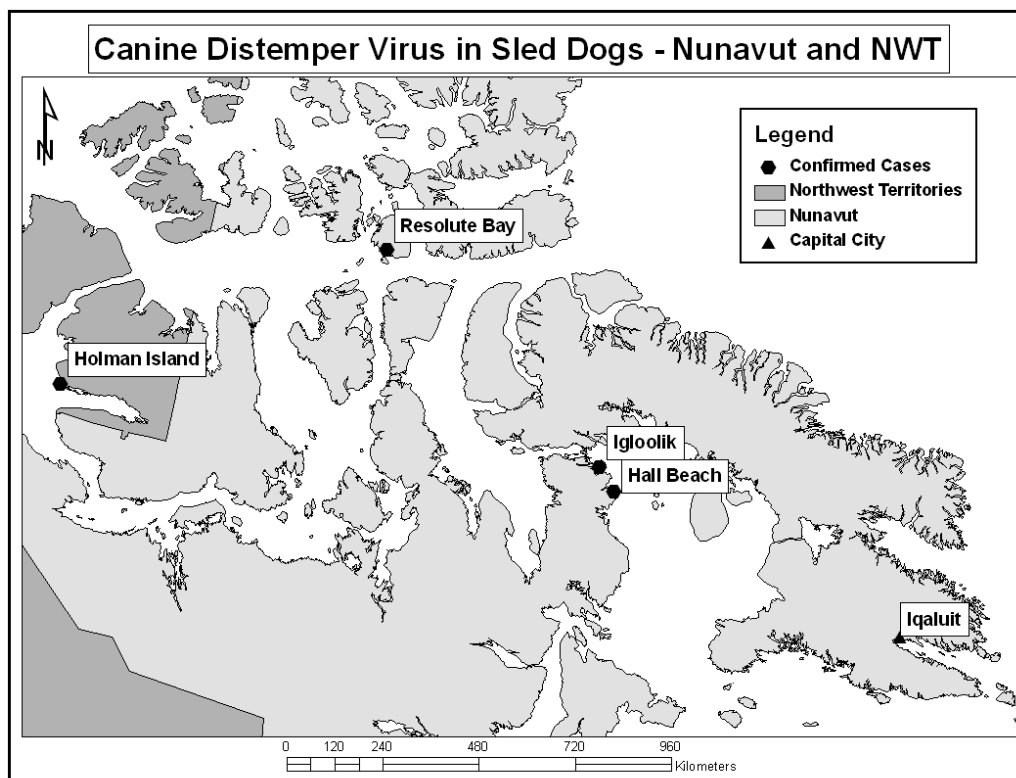 Canine Distemper Virus in Sled Dogs - Nunavut and NWT
N
Legend
Confirmed Cases
Northwest Territories
Nunavut
Capital City
Resolute Bay
Holman Island
Igloolik
Hall Beach
Iqaluit
0 120 240 480 720 960
Kilometers